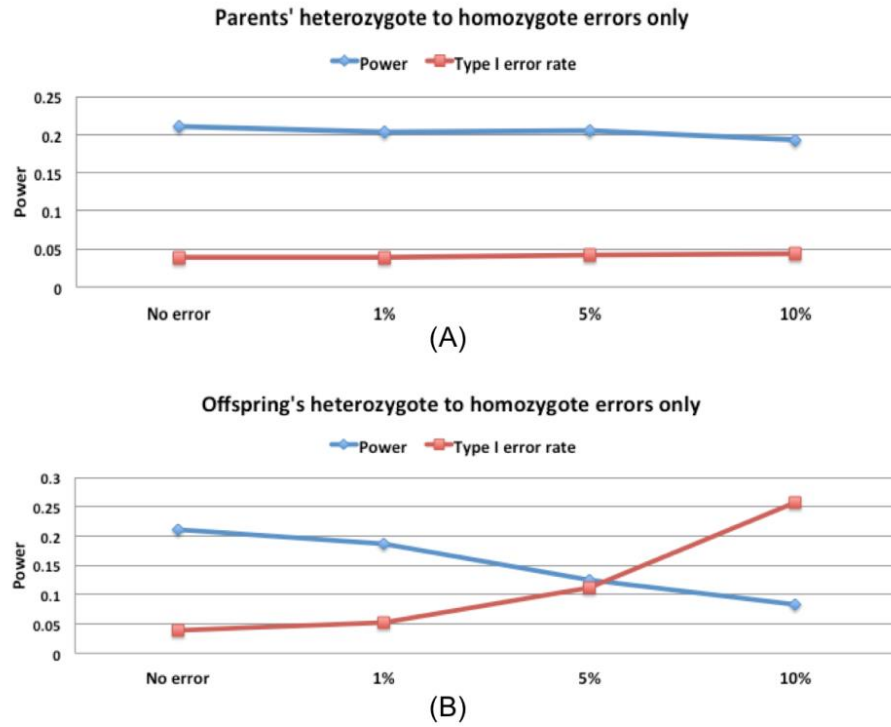 Parents' heterozygote to homozygote errors only
Power Type I error rate
0.25
0.2
0.15
0.1
0.05
0
Power
No error 1% 5% 10%
(A)
Offspring's heterozygote to homozygote errors only
Power Type I error rate
0.3
0.25
0.2
0.15
0.1
0.05
0
Power
No error 1% 5% 10%
(B)